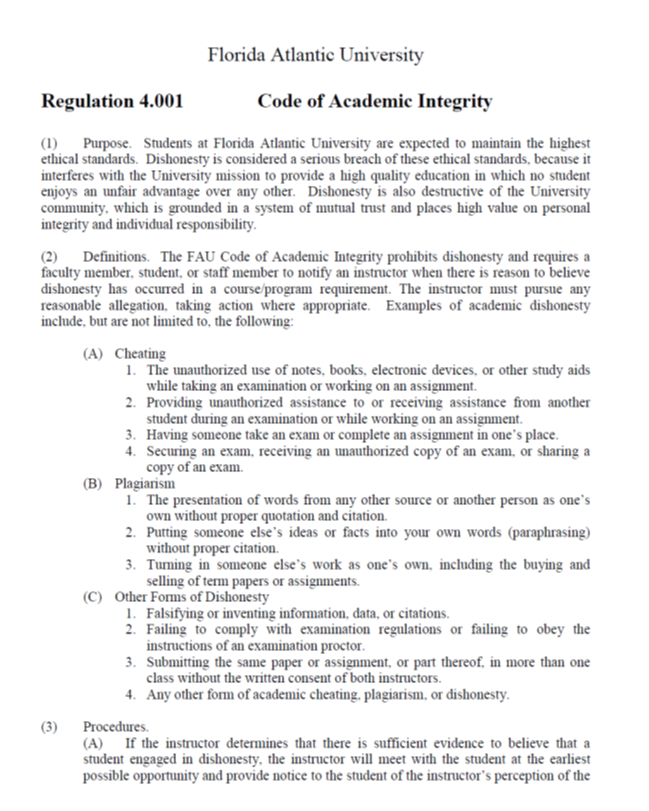 Florida Atlantic University
Regulation 4.001 Code of Academic Integrity
(1) Purpose. Students at Florida Atlantic University are expected to maintain the highest
ethical standards. Dishonesty is considered a serious breach of these ethical standards, because it
interferes with the University mission to provide a high quality education in which no student
enjoys an unfair advantage over any other. Dishonesty is also destructive of the University
community, which is grounded in a system of mutual trust and places high value on personal
integrity and individual responsibility.
(2) Definitions. The FAU Code of Academic Integrity prohibits dishonesty and requires a
faculty member, student, or staff member to notify an instructor when there is reason to believe
dishonesty has occurred in a course/program requirement. The instructor must pursue any
reasonable allegation, taking action where appropriate. Examples of academic dishonesty
include, but are not limited to, the following:
(A) Cheating
1. The unauthorized use of notes, books, electronic devices, or other study aids
while taking an examination or working on an assignment.
2. Providing unauthorized assistance to or receiving assistance from another
student during an examination or while working on an assignment.
3. Having someone take an exam or complete an assignment in one's place.
4. Securing an exam, receiving an unauthorized copy of an exam, or sharing a
copy of an exam.
(B) Plagiarism
1. The presentation of words from any other source or another person as one's
own without proper quotation and citation.
2. Putting someone else's ideas or facts into your own words (paraphrasing)
without proper citation.
3. Turning in someone else's work as one's own, including the buying and
selling of term papers or assignments.
(C) Other Forms of Dishonesty
1. Falsifying or inventing information, data, or citations.
2. Failing to comply with examination regulations or failing to obey the
instructions of an examination proctor.
3. Submitting the same paper or assignment, or part thereof, in more than one
class without the written consent of both instructors.
4. Any other form of academic cheating, plagiarism, or dishonesty.
(3) Procedures.
(A) If the instructor determines that there is sufficient evidence to believe that a
student engaged in dishonesty, the instructor will meet with the student at the earliest
possible opportunity and provide notice to the student of the instructor's perception of the